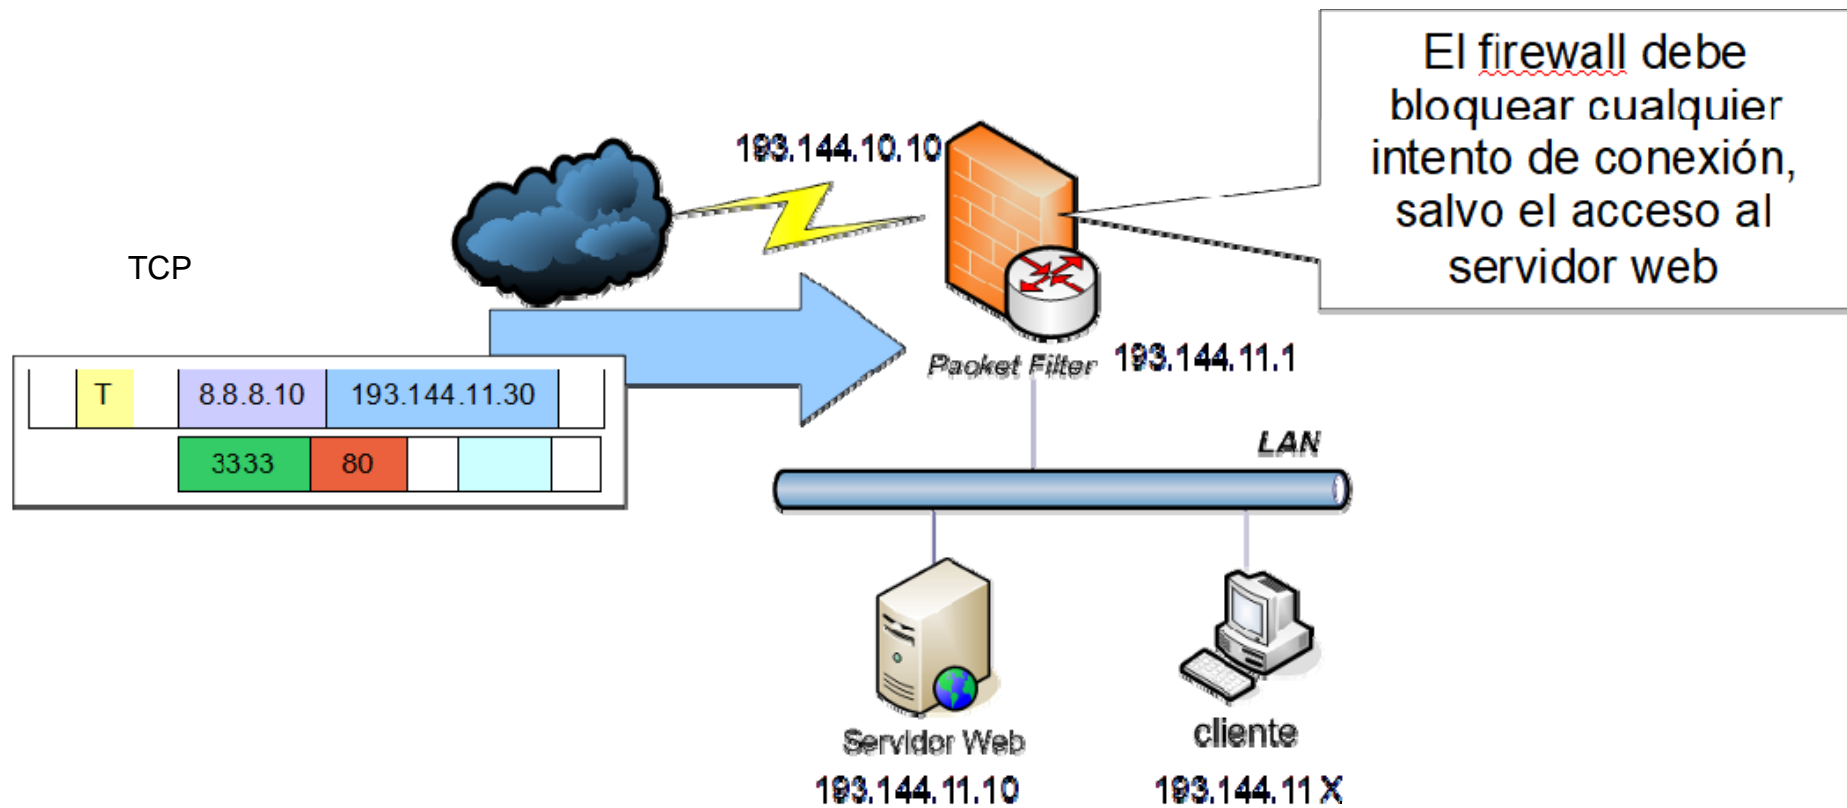 El firewall debe
bloquear cualquier
intento de conexión,
salvo el acceso al
servidor web
193.144.10.10
TCP
Packet Filter 193.144.11.1
T 8.8.8.10 193.144.11.30
3333 80
LAN
Servidor Web
cliente
193.144.11.10
193.144.11 X